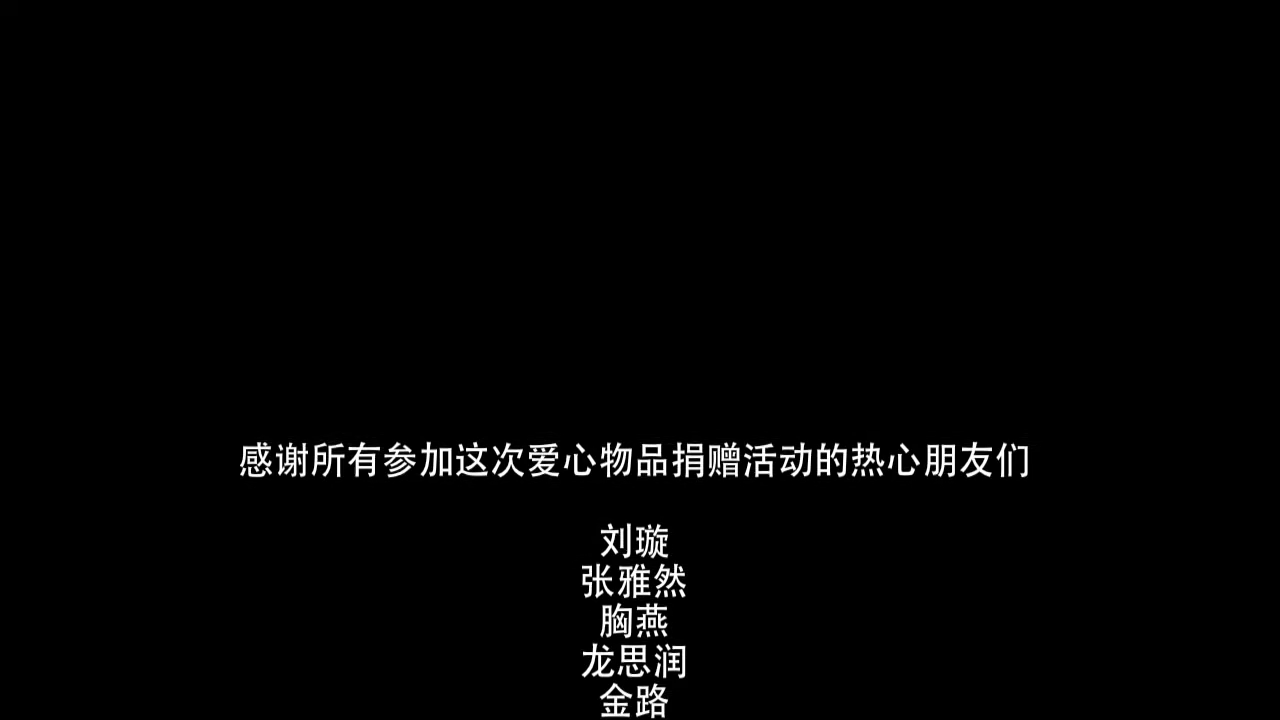 感谢所有参加这次爱心物品捐赠活动的热心朋友们
刘璇
张雅然
胸燕
龙思润
金路